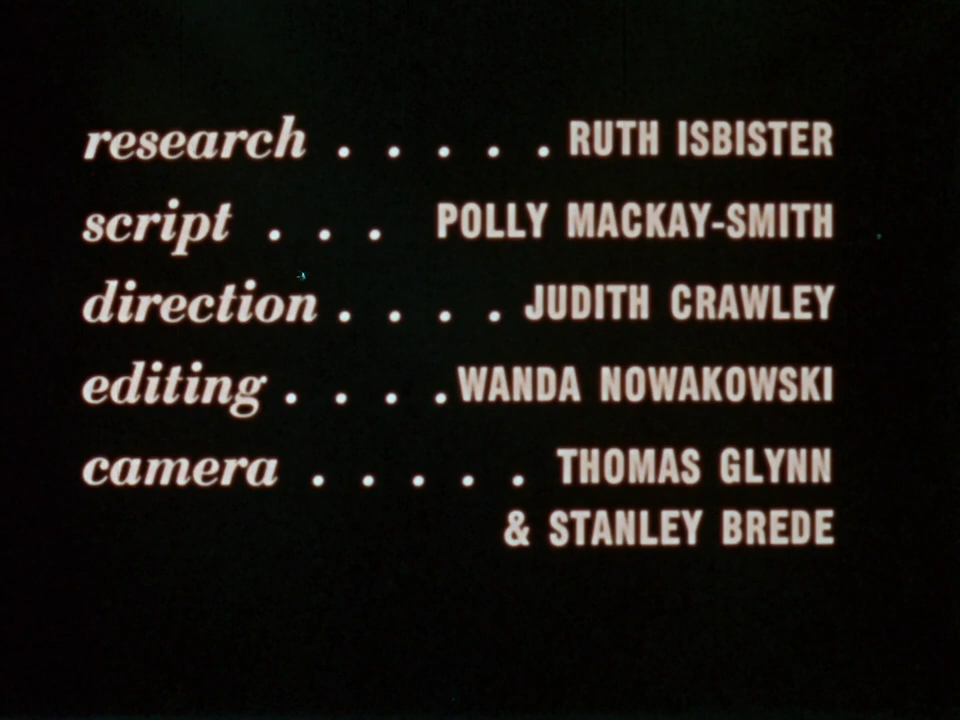 research . . . . . RUTH ISBISTER
script . . . POLLY MACKAY-SMITH
direction . . . . JUDITH CRAWLEY
editing . . . . WANDA NOWAKOWSKI
camera . . . . . THOMAS GLYNN
& STANLEY BREDE